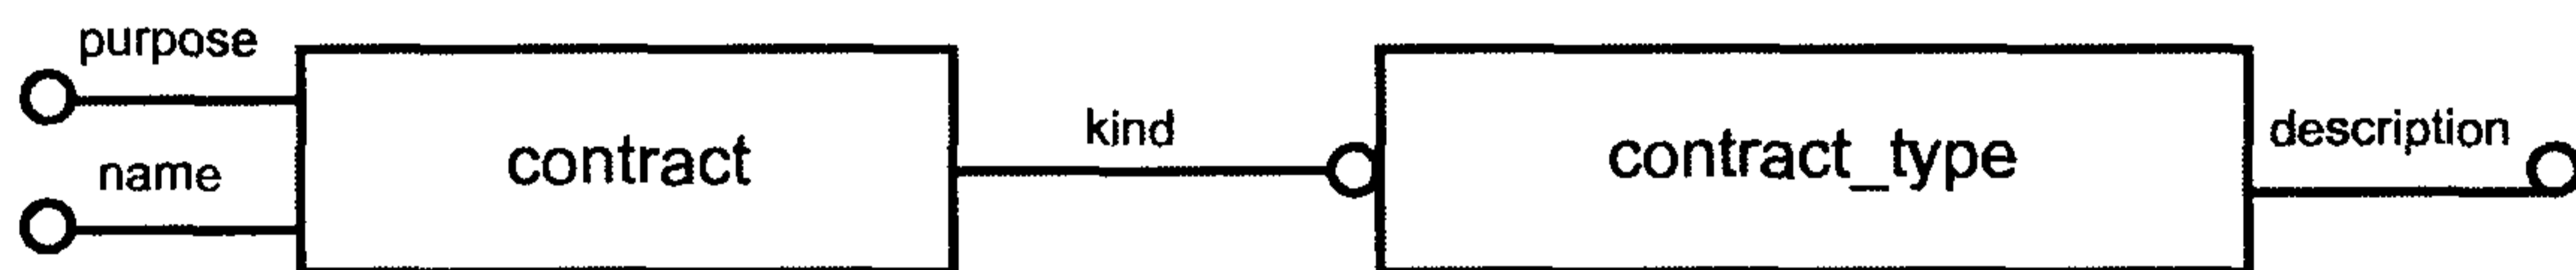 purpose
name
contract
kind
contract_type
description